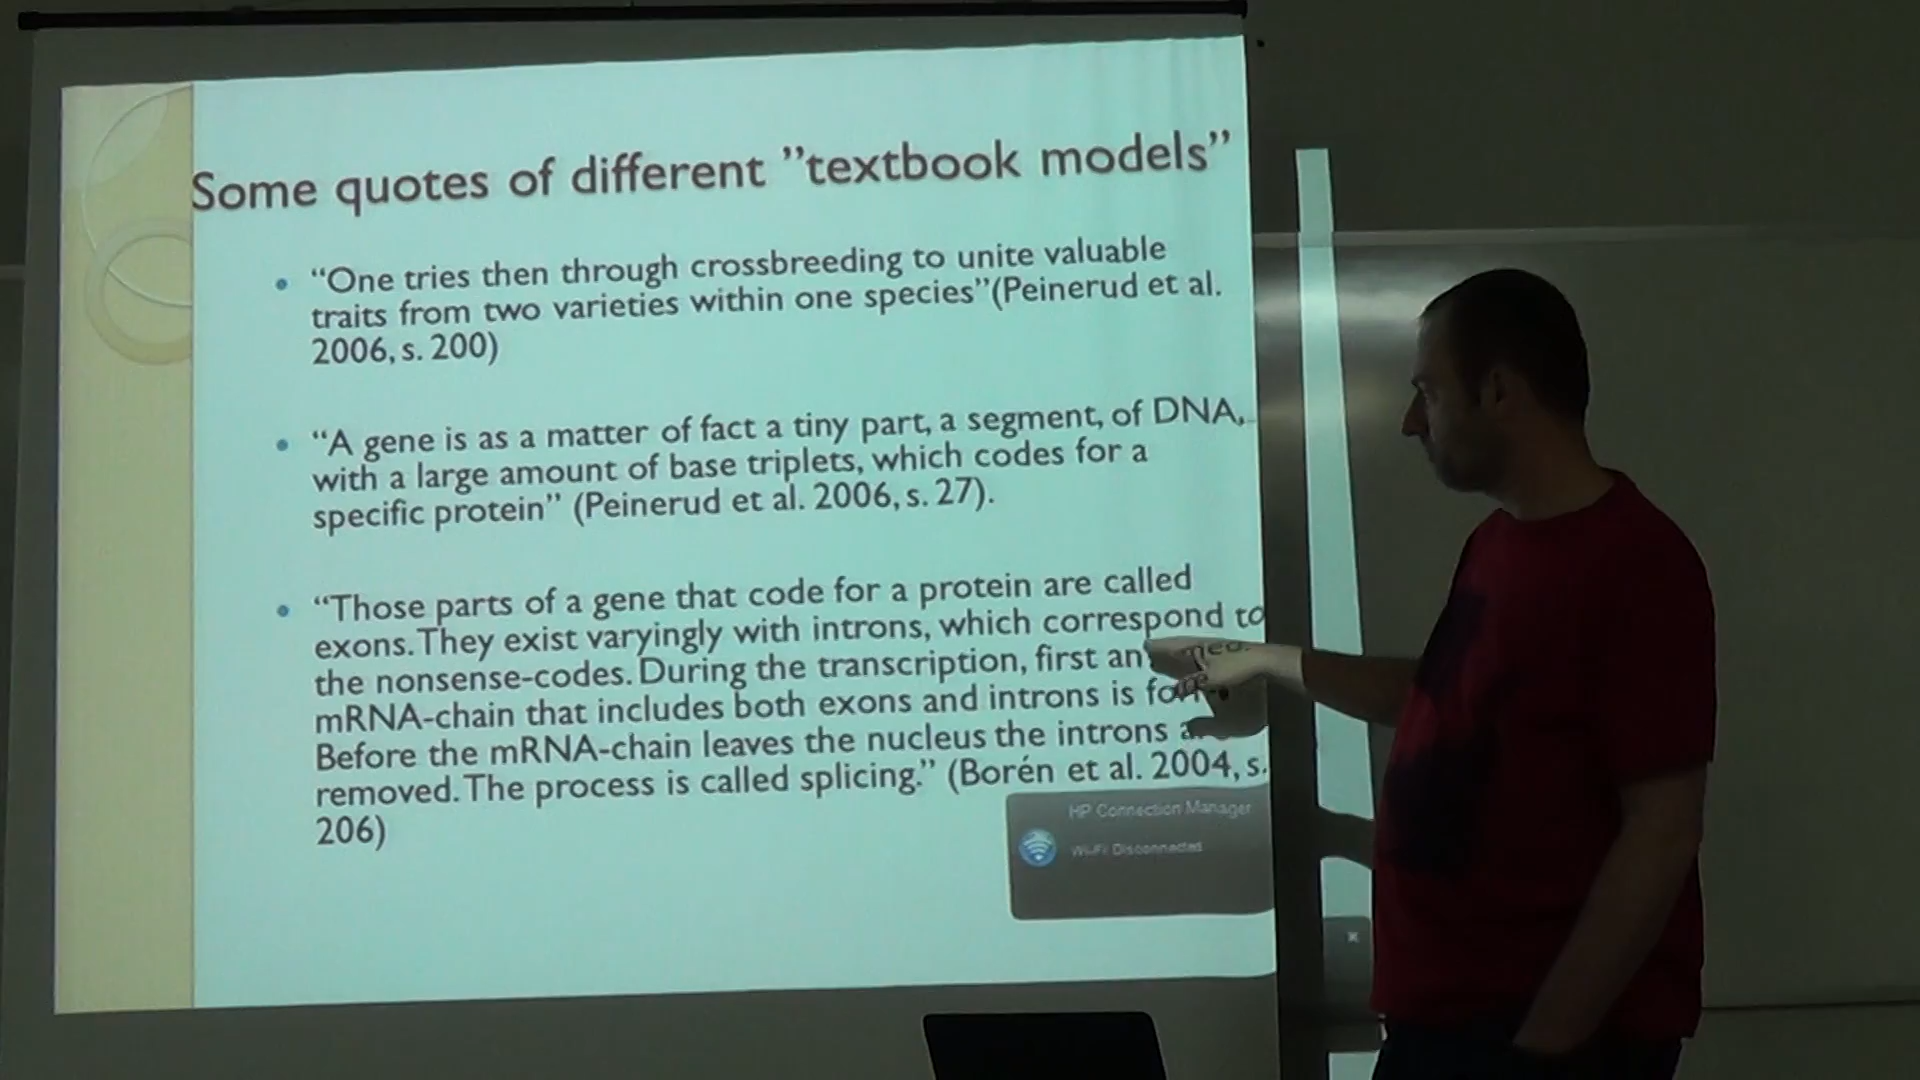 Some quotes of different ”textbook models”
• “One tries then through crossbreeding to unite valuable
traits from two varieties within one species”(Peinerud et al.
2006, s. 200)
• “A gene is as a matter of fact a tiny part, a segment, of DNA,
with a large amount of base triplets, which codes for a
specific protein” (Peinerud et al. 2006, s. 27).
• “Those parts of a gene that code for a protein are called
exons. They exist varyingly with introns, which correspond to
the nonsense-codes. During the transcription, first an
mRNA-chain that includes both exons and introns is
Before the mRNA-chain leaves the nucleus the introns
removed. The process is called splicing.” (Borén et al. 2004, s.
206)
HP Connection Manager
Wi-Fi Disconnected